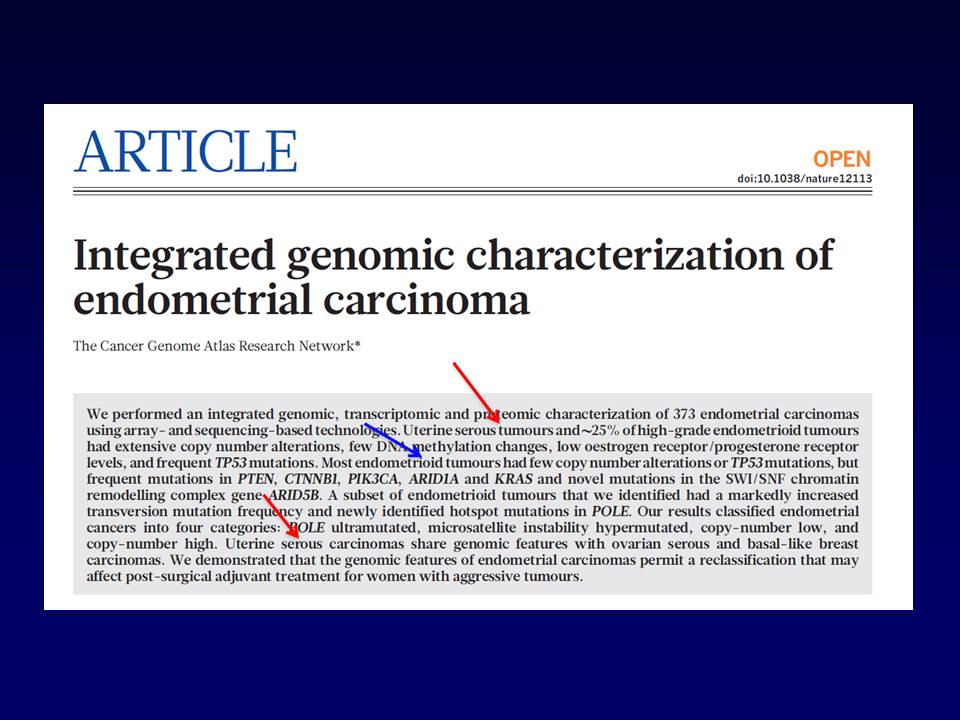 ARTICLE
OPEN
doi:10.1038/nature12113
Integrated genomic characterization of
endometrial carcinoma
The Cancer Genome Atlas Research Network*
We performed an integrated genomic, transcriptomic and proteomic characterization of 373 endometrial carcinomas
using array- and sequencing-based technologies. Uterine serous tumours and ~25% of high-grade endometrioid tumours
had extensive copy number alterations, few DNA methylation changes, low oestrogen receptor/progesterone receptor
levels, and frequent TP53 mutations. Most endometrioid tumours had few copy number alterations or TP53 mutations, but
frequent mutations in PTEN, CTNNB1, PIK3CA, ARID1A and KRAS and novel mutations in the SWI/SNF chromatin
remodelling complex gene ARID5B. A subset of endometrioid tumours that we identified had a markedly increased
transversion mutation frequency and newly identified hotspot mutations in POLE. Our results classified endometrial
cancers into four categories: POLE ultramutated, microsatellite instability hypermutated, copy-number low, and
copy-number high. Uterine serous carcinomas share genomic features with ovarian serous and basal-like breast
carcinomas. We demonstrated that the genomic features of endometrial carcinomas permit a reclassification that may
affect post-surgical adjuvant treatment for women with aggressive tumours.